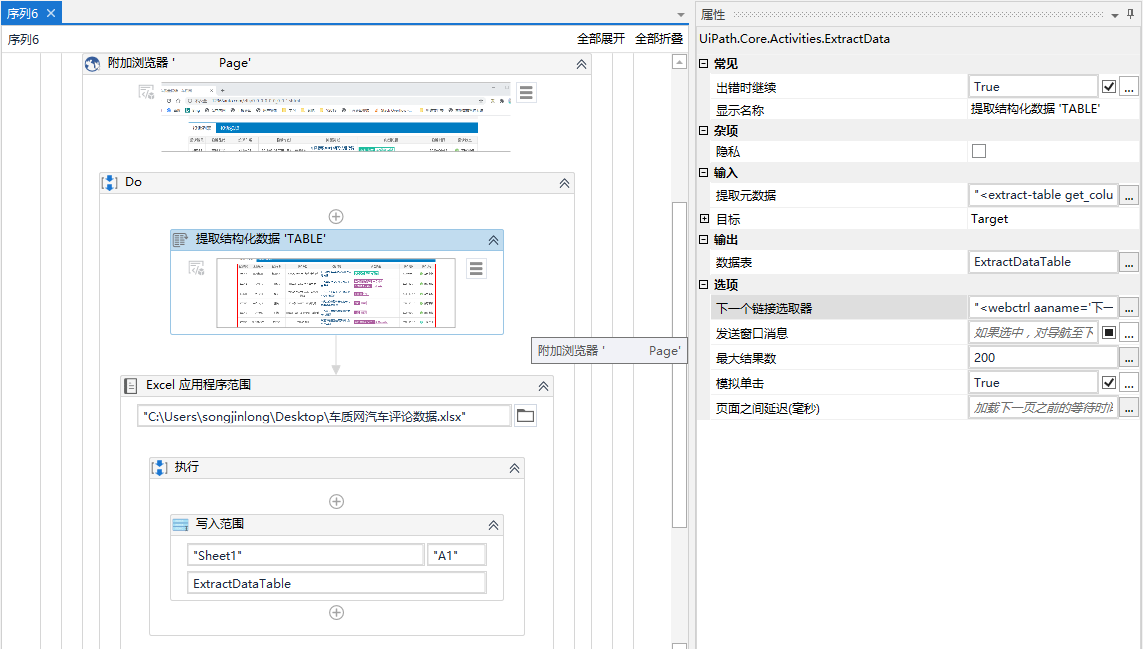 序列6
序列6
全部展开 全部折叠
附加浏览器 ' Page'
Do
提取结构化数据 'TABLE'
附加浏览器 ' Page'
Excel 应用程序范围
"C:\Users\songjinlong\Desktop\车质网汽车评论数据.xlsx"
执行
写入范围
"Sheet1" "A1"
ExtractDataTable
属性
UiPath.Core.Activities.ExtractData
常见
出错时继续 True ...
显示名称 提取结构化数据 'TABLE'
杂项
隐私
输入
提取元数据 "<extract-table get_colu ...
目标 Target
输出
数据表 ExtractDataTable ...
选项
下一个链接选取器 "<webctrl aaname='下一 ...
发送窗口消息 如果选中，对导航至下 ...
最大结果数 200 ...
模拟单击 True ...
页面之间延迟(毫秒) 加载下一页之前的等待时间 ...